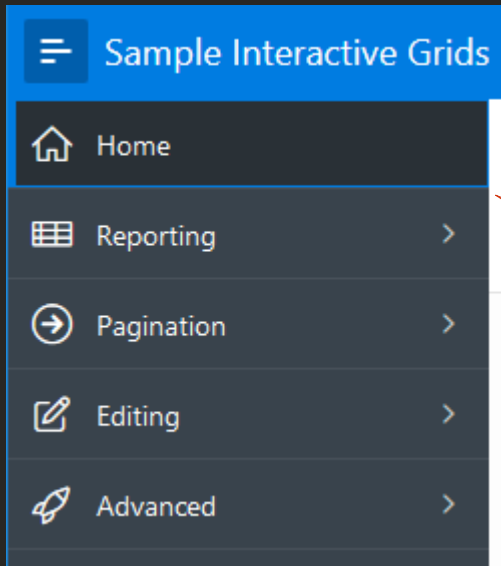 Sample Interactive Grids
Home
Reporting
Pagination
Editing
Advanced